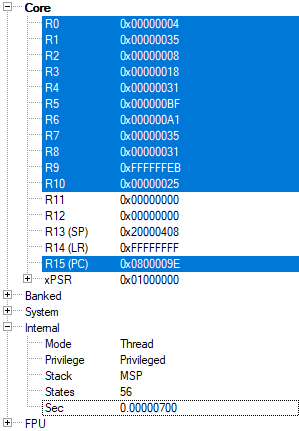 Core
R0 0x00000004
R1 0x00000035
R2 0x00000008
R3 0x00000018
R4 0x00000031
R5 0x000000BF
R6 0x000000A1
R7 0x00000035
R8 0x00000031
R9 0xFFFFFFEB
R10 0x00000025
R11 0x00000000
R12 0x00000000
R13 (SP) 0x20000408
R14 (LR) 0xFFFFFFFF
R15 (PC) 0x0800009E
xPSR 0x01000000
Banked
System
Internal
Mode Thread
Privilege Privileged
Stack MSP
States 56
Sec 0.00000700
FPU